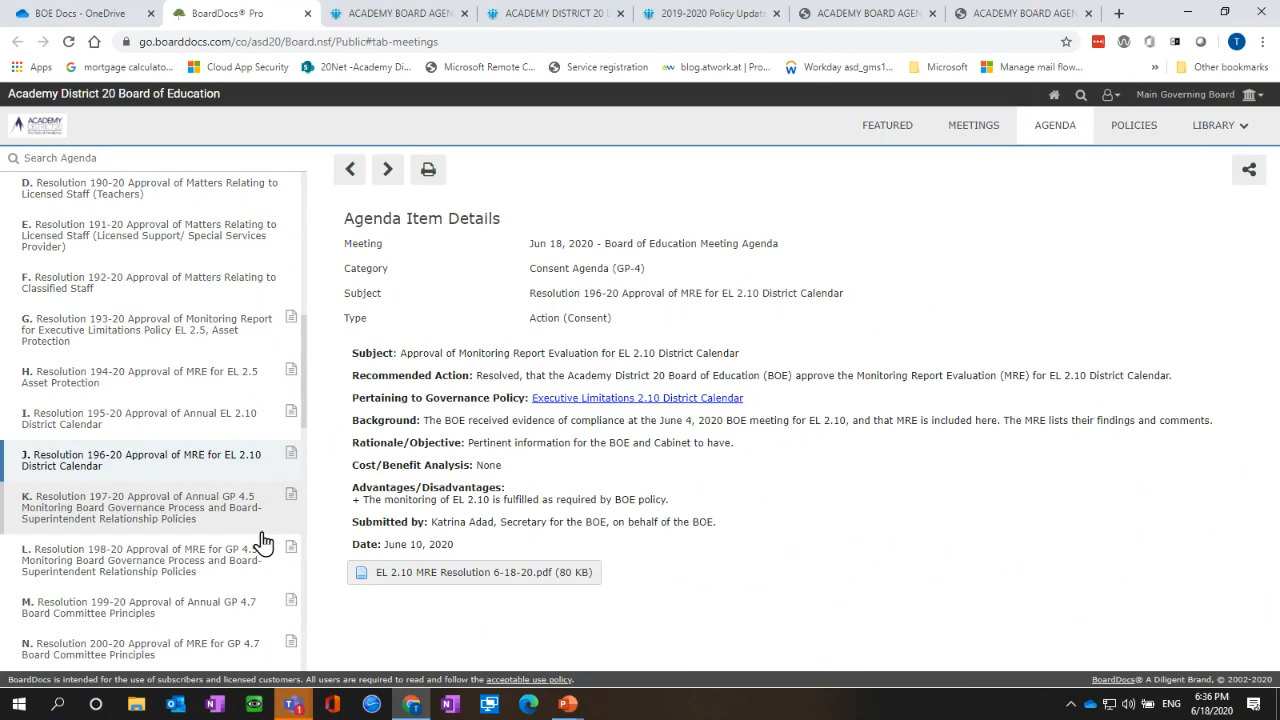 BOE Docs - OneDrive
BoardDocs® Pro
ACADEMY BOARD AGEN
ACADEMY DISTRICT 20 D
2019-2020 Policy Update
ACADEMY BOARD AGEN
ACADEMY BOARD AGEN
go.boarddocs.com/co/asd20/Board.nsf/Public#tab-meetings
T
Apps
mortgage calculato...
Cloud App Security
20Net -Academy Di...
Microsoft Remote C...
Service registration
blog.atwork.at | Pro...
Workday asd_gms1...
Microsoft
Manage mail flow...
»
Other bookmarks
Academy District 20 Board of Education
Main Governing Board
ACADEMY
FEATURED
MEETINGS
AGENDA
POLICIES
LIBRARY
Search Agenda
D. Resolution 190-20 Approval of Matters Relating to
Licensed Staff (Teachers)
E. Resolution 191-20 Approval of Matters Relating to
Licensed Staff (Licensed Support/ Special Services
Provider)
F. Resolution 192-20 Approval of Matters Relating to
Classified Staff
G. Resolution 193-20 Approval of Monitoring Report
for Executive Limitations Policy EL 2.5, Asset
Protection
H. Resolution 194-20 Approval of MRE for EL 2.5
Asset Protection
I. Resolution 195-20 Approval of Annual EL 2.10
District Calendar
J. Resolution 196-20 Approval of MRE for EL 2.10
District Calendar
K. Resolution 197-20 Approval of Annual GP 4.5
Monitoring Board Governance Process and Board-
Superintendent Relationship Policies
L. Resolution 198-20 Approval of MRE for GP 4.5
Monitoring Board Governance Process and Board-
Superintendent Relationship Policies
M. Resolution 199-20 Approval of Annual GP 4.7
Board Committee Principles
N. Resolution 200-20 Approval of MRE for GP 4.7
Board Committee Principles
Agenda Item Details
Meeting Jun 18, 2020 - Board of Education Meeting Agenda
Category Consent Agenda (GP-4)
Subject Resolution 196-20 Approval of MRE for EL 2.10 District Calendar
Type Action (Consent)
Subject: Approval of Monitoring Report Evaluation for EL 2.10 District Calendar
Recommended Action: Resolved, that the Academy District 20 Board of Education (BOE) approve the Monitoring Report Evaluation (MRE) for EL 2.10 District Calendar.
Pertaining to Governance Policy: Executive Limitations 2.10 District Calendar
Background: The BOE received evidence of compliance at the June 4, 2020 BOE meeting for EL 2.10, and that MRE is included here. The MRE lists their findings and comments.
Rationale/Objective: Pertinent information for the BOE and Cabinet to have.
Cost/Benefit Analysis: None
Advantages/Disadvantages:
+ The monitoring of EL 2.10 is fulfilled as required by BOE policy.
Submitted by: Katrina Adad, Secretary for the BOE, on behalf of the BOE.
Date: June 10, 2020
EL 2.10 MRE Resolution 6-18-20.pdf (80 KB)
BoardDocs is intended for the use of subscribers and licensed customers. All users are required to read and follow the acceptable use policy.
BoardDocs® A Diligent Brand, © 2002-2020
ENG
6:36 PM
6/18/2020